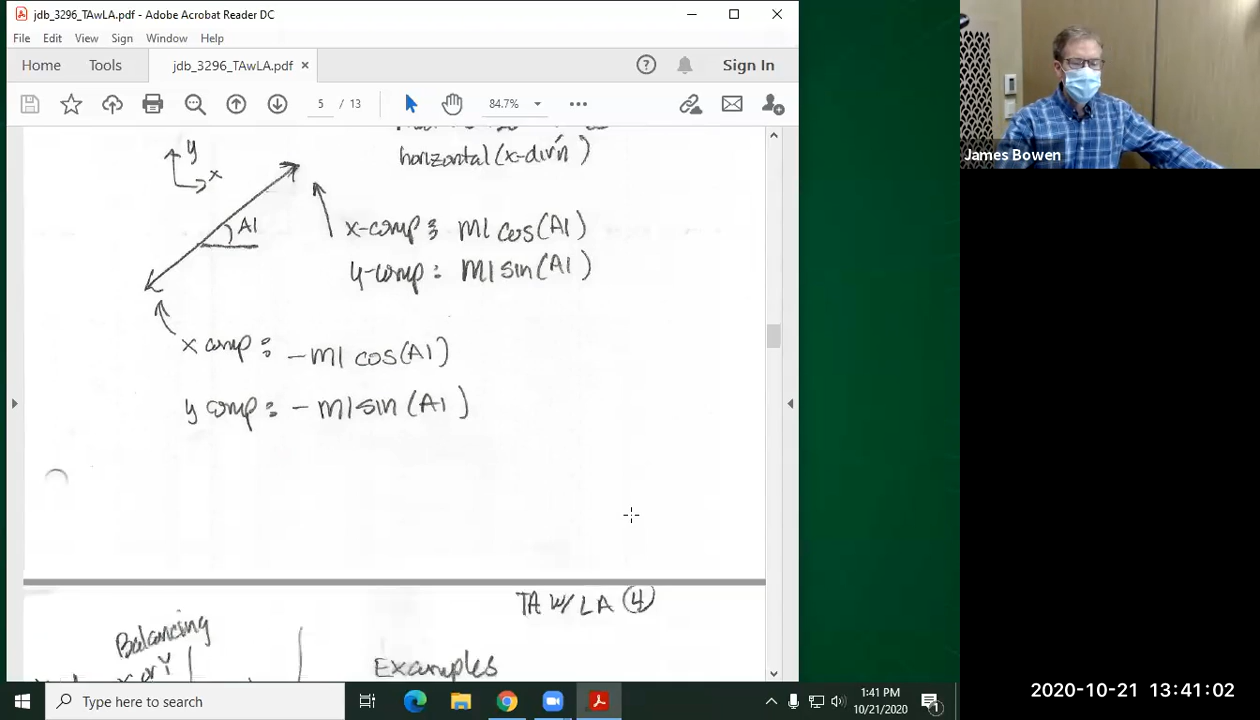 jdb_3296_TAwLA.pdf - Adobe Acrobat Reader DC
File Edit View Sign Window Help
Home Tools jdb_3296_TAwLA.pdf × Sign In
5 / 13 84.7%
horizontal (x-dir'n)
y
x
A1
x-comp: M1 cos(A1)
y-comp: M1 sin(A1)
x comp: -M1 cos(A1)
y comp: -M1 sin(A1)
TA w/ LA 4
Balancing
X or Y
Examples
James Bowen
Type here to search
1:41 PM
10/21/2020
1
2020-10-21 13:41:02